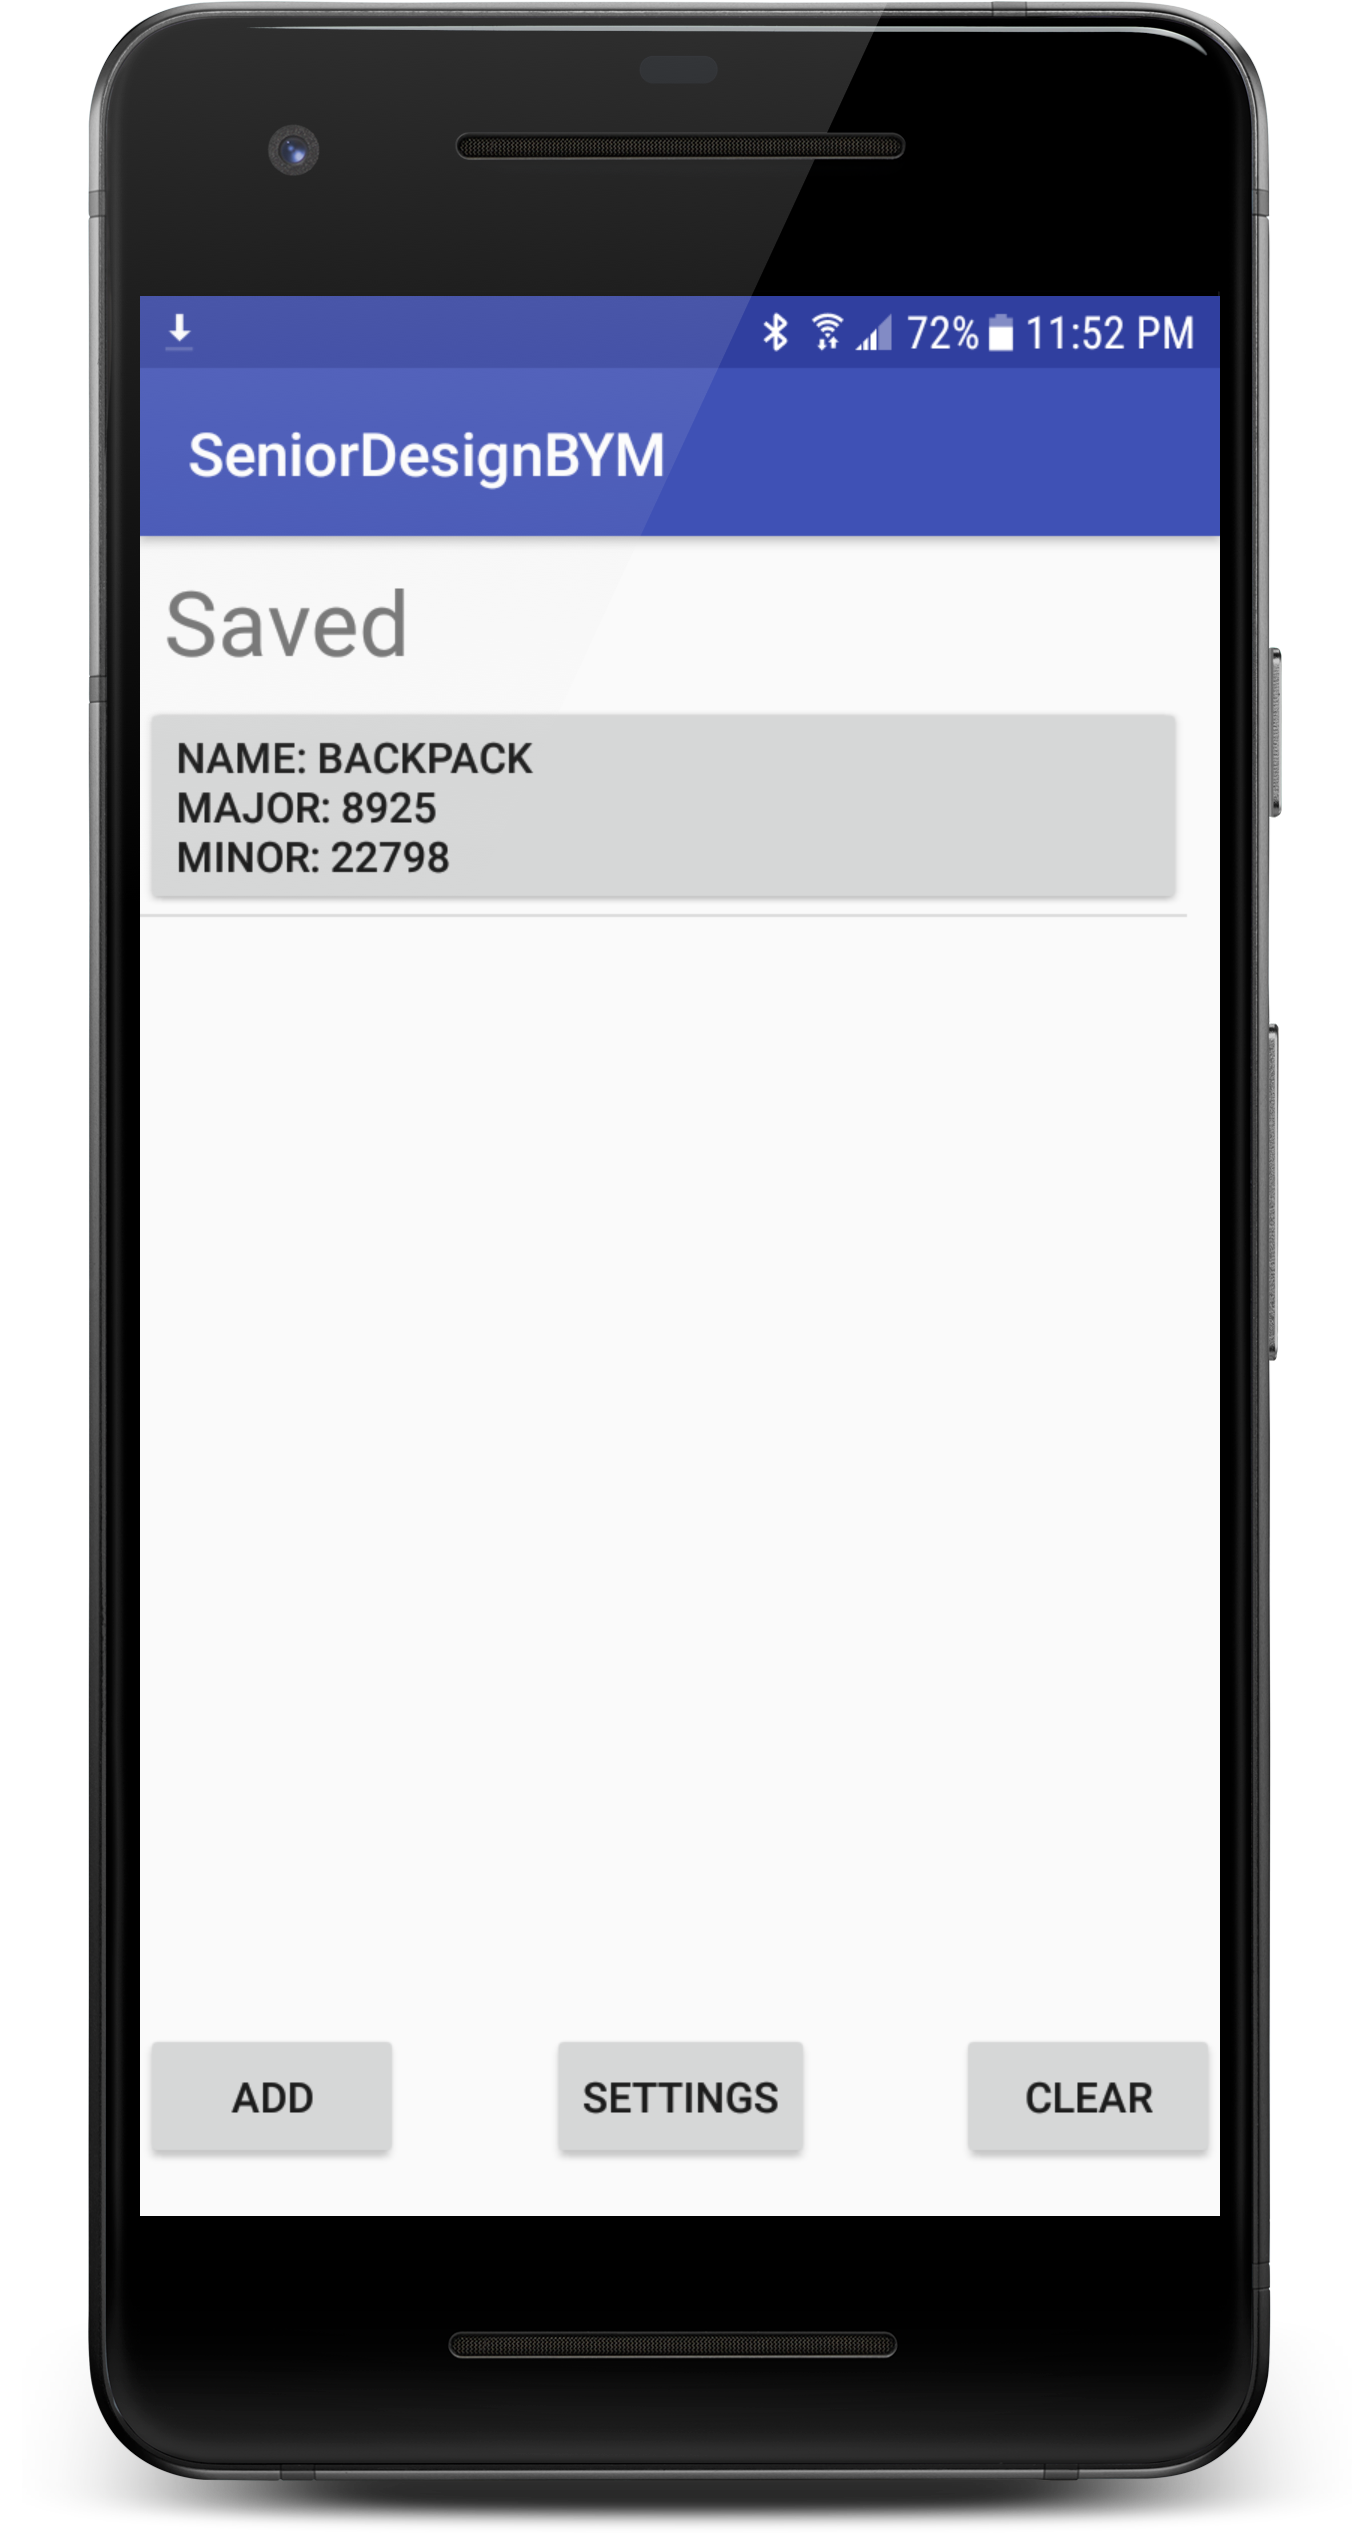 72% 11:52 PM
SeniorDesignBYM
Saved
NAME: BACKPACK
MAJOR: 8925
MINOR: 22798
ADD SETTINGS CLEAR